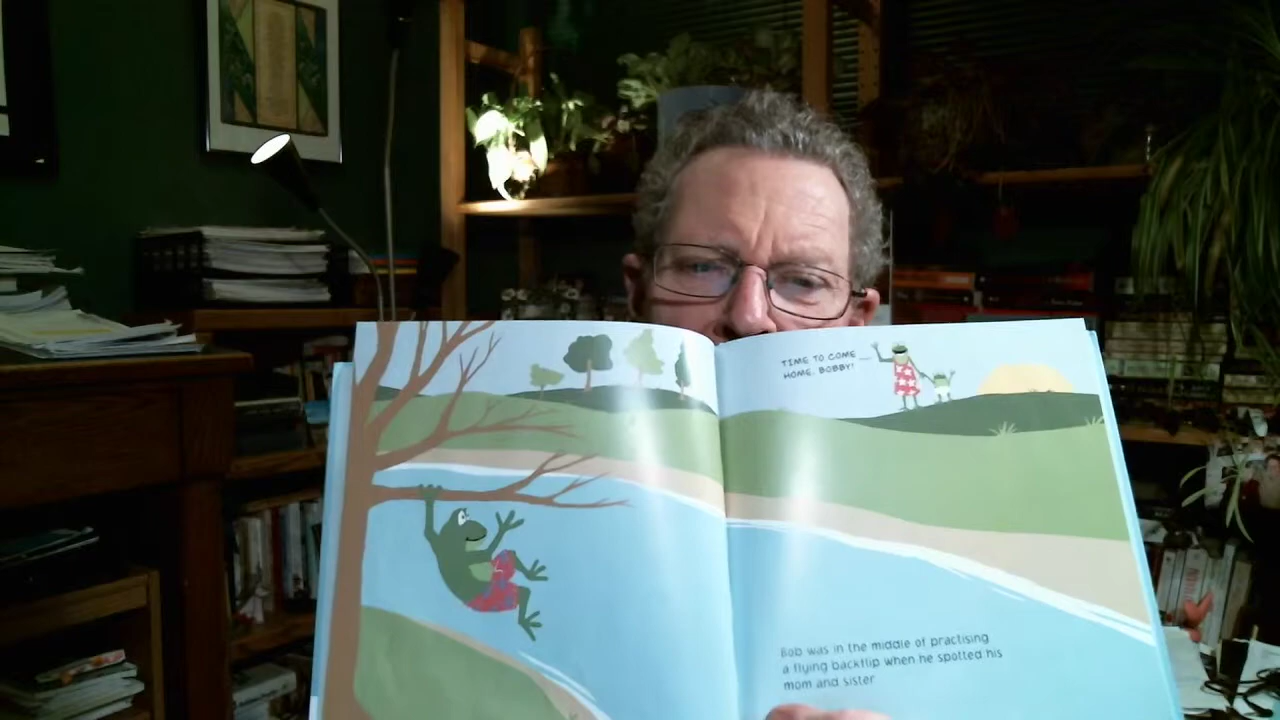 TIME TO COME
HOME, BOBBY!
Bob was in the middle of practising
a flying backflip when he spotted his
mom and sister